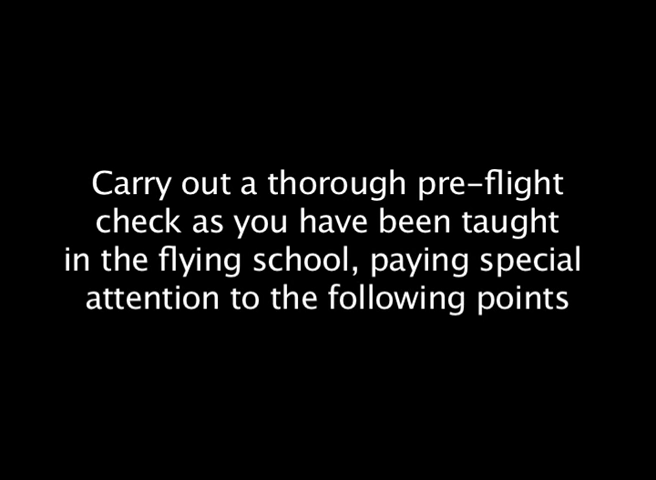 Carry out a thorough pre-flight
check as you have been taught
in the flying school, paying special
attention to the following points